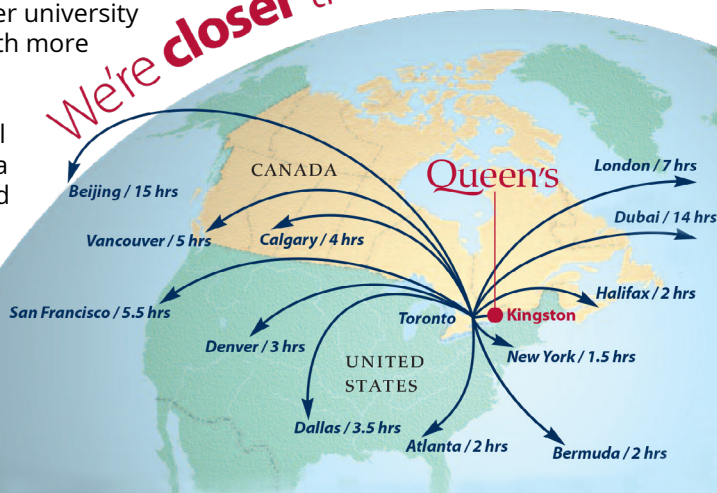 er university
th more
We're closer
l
a
d
CANADA
Queen's
London / 7 hrs
Beijing / 15 hrs
Dubai / 14 hrs
Vancouver / 5 hrs
Calgary / 4 hrs
Halifax / 2 hrs
San Francisco / 5.5 hrs
Toronto
Kingston
Denver / 3 hrs
New York / 1.5 hrs
UNITED
STATES
Dallas / 3.5 hrs
Atlanta / 2 hrs
Bermuda / 2 hrs